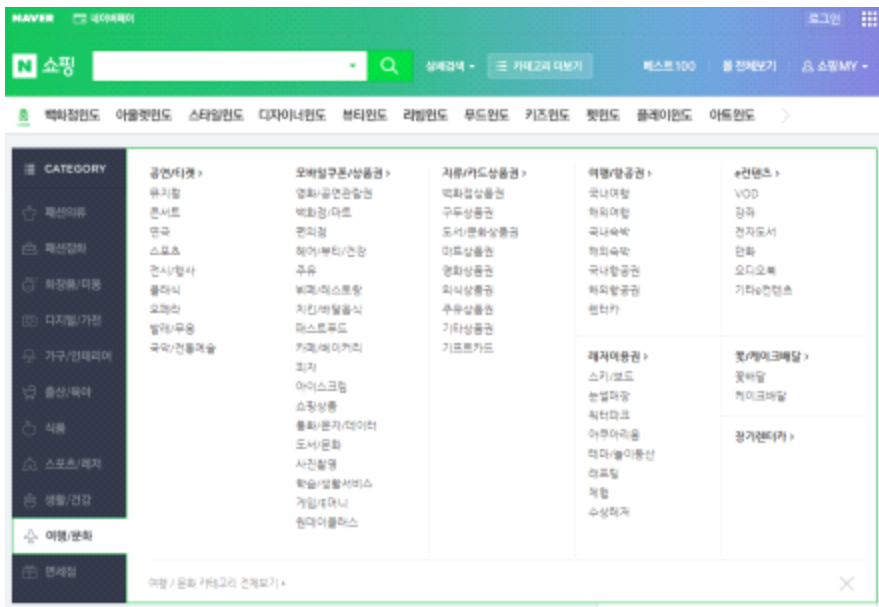 NAVER 네이버페이 로그인
N 쇼핑 상세검색 카테고리 더보기 베스트100 몰 전체보기 쇼핑MY
홈 백화점윈도 아울렛윈도 스타일윈도 디자이너윈도 뷰티윈도 리빙윈도 푸드윈도 키즈윈도 펫윈도 플레이윈도 아트윈도
CATEGORY
패션의류
패션잡화
화장품/미용
디지털/가전
가구/인테리어
출산/육아
식품
스포츠/레저
생활/건강
여행/문화
면세점
공연/티켓
뮤지컬
콘서트
연극
스포츠
전시/행사
클래식
오페라
발레/무용
국악/전통예술
모바일쿠폰/상품권
영화/공연관람권
백화점/마트
편의점
헤어/뷰티/건강
주유
뷔페/레스토랑
치킨/배달음식
패스트푸드
카페/베이커리
피자
아이스크림
쇼핑상품
통화/문자/데이터
도서/문화
사진촬영
학습/생활서비스
게임/E머니
원데이클래스
지류/카드상품권
백화점상품권
구두상품권
도서/문화상품권
마트상품권
영화상품권
외식상품권
주유상품권
기타상품권
기프트카드
여행/항공권
국내여행
해외여행
국내숙박
해외숙박
국내항공권
해외항공권
렌터카
레저이용권
스키/보드
눈썰매장
워터파크
아쿠아리움
테마/놀이동산
래프팅
체험
수상레저
e컨텐츠
VOD
강좌
전자도서
만화
오디오북
기타e컨텐츠
꽃/케이크배달
꽃배달
케이크배달
장기렌터카
여행 / 문화 카테고리 전체보기